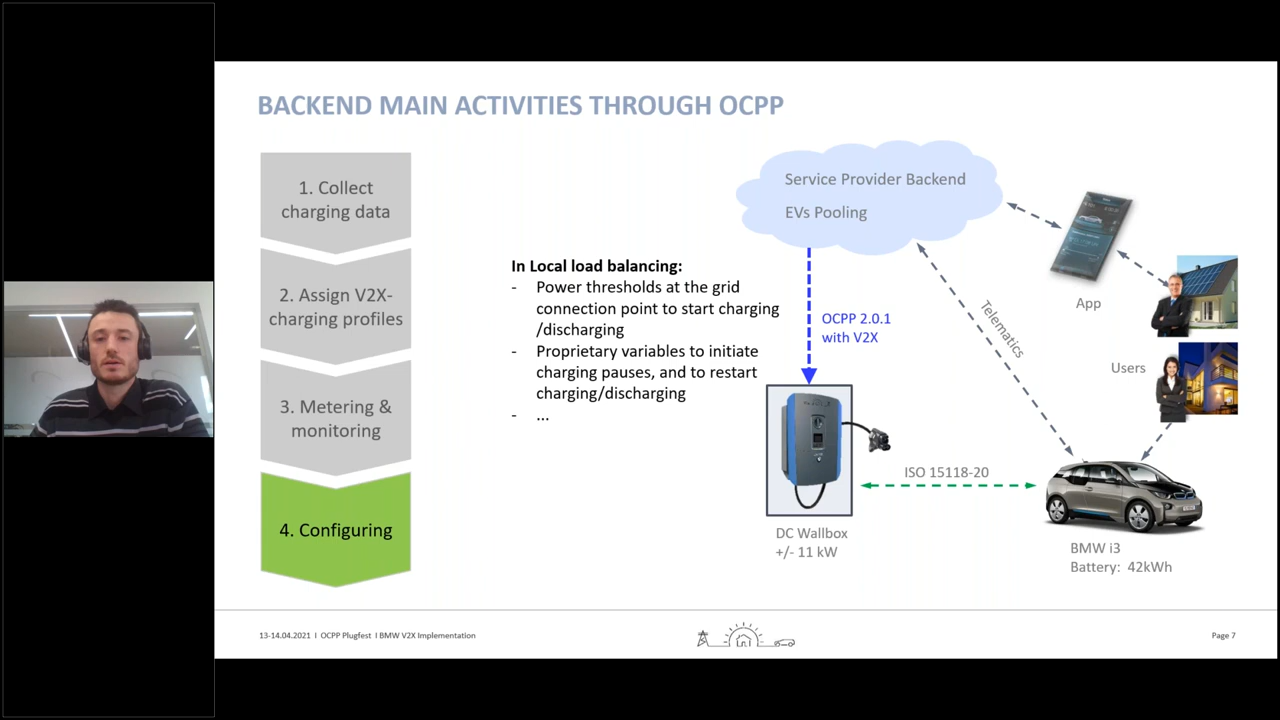 BACKEND MAIN ACTIVITIES THROUGH OCPP
1. Collect
charging data
2. Assign V2X-
charging profiles
3. Metering &
monitoring
4. Configuring
In Local load balancing:
- Power thresholds at the grid
connection point to start charging
/discharging
- Proprietary variables to initiate
charging pauses, and to restart
charging/discharging
- ...
Service Provider Backend
EVs Pooling
OCPP 2.0.1
with V2X
Telematics
App
Users
ISO 15118-20
DC Wallbox
+/- 11 kW
BMW i3
Battery: 42kWh
13-14.04.2021 I OCPP Plugfest I BMW V2X Implementation
Page 7